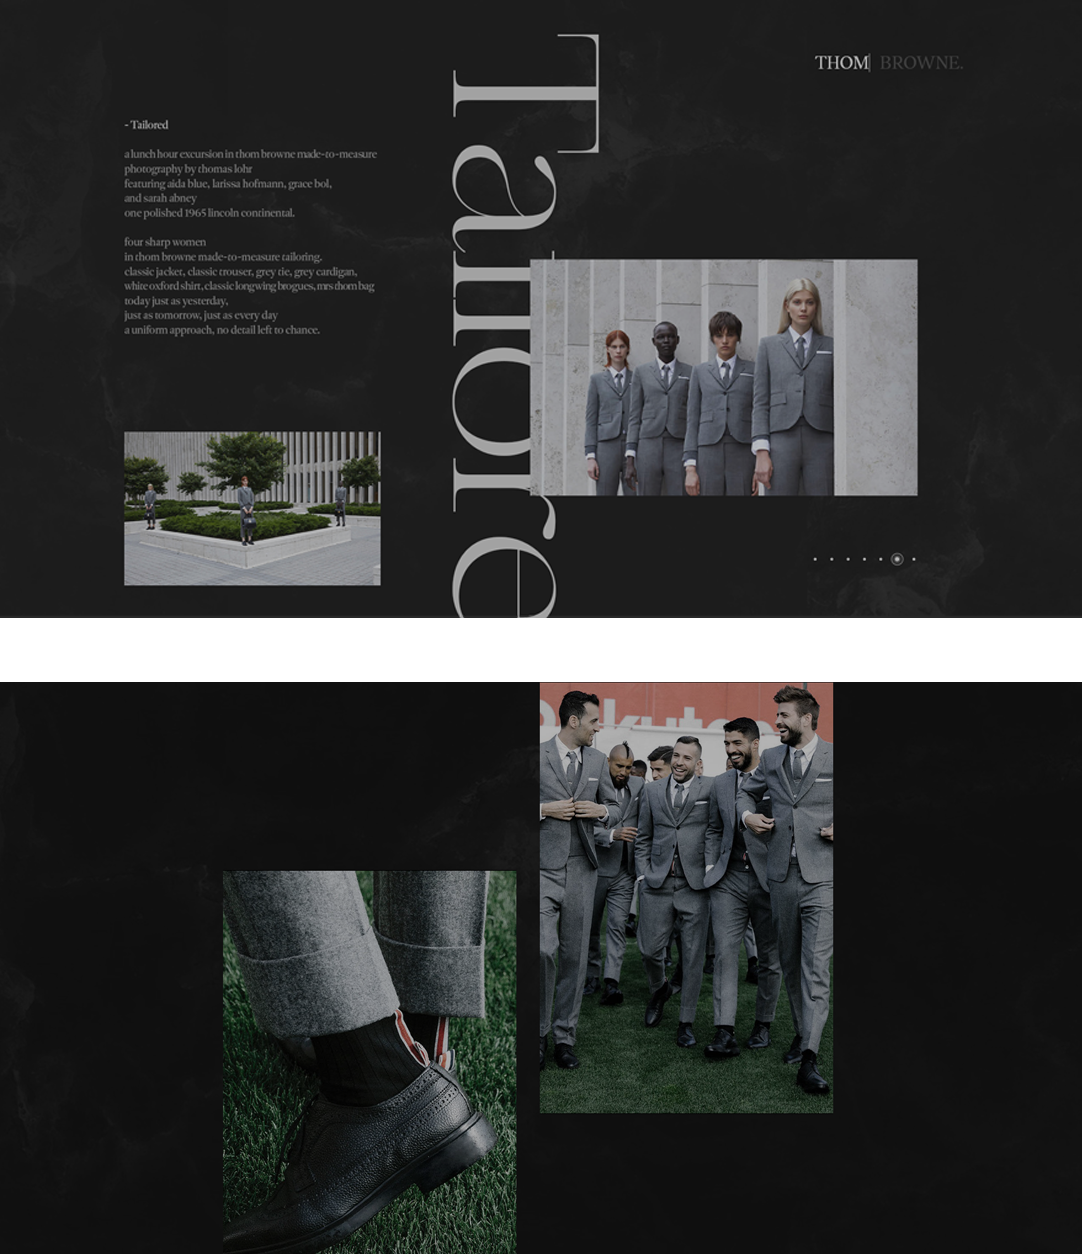 THOM| BROWNE.
- Tailored
a lunch hour excursion in thom browne made-to-measure
photography by thomas lohr
featuring aida blue, larissa hofmann, grace bol,
and sarah abney
one polished 1965 lincoln continental.
four sharp women
in thom browne made-to-measure tailoring.
classic jacket, classic trouser, grey tie, grey cardigan,
white oxford shirt, classic longwing brogues, mrs thom bag
today just as yesterday,
just as tomorrow, just as every day
a uniform approach, no detail left to chance.
Tailore